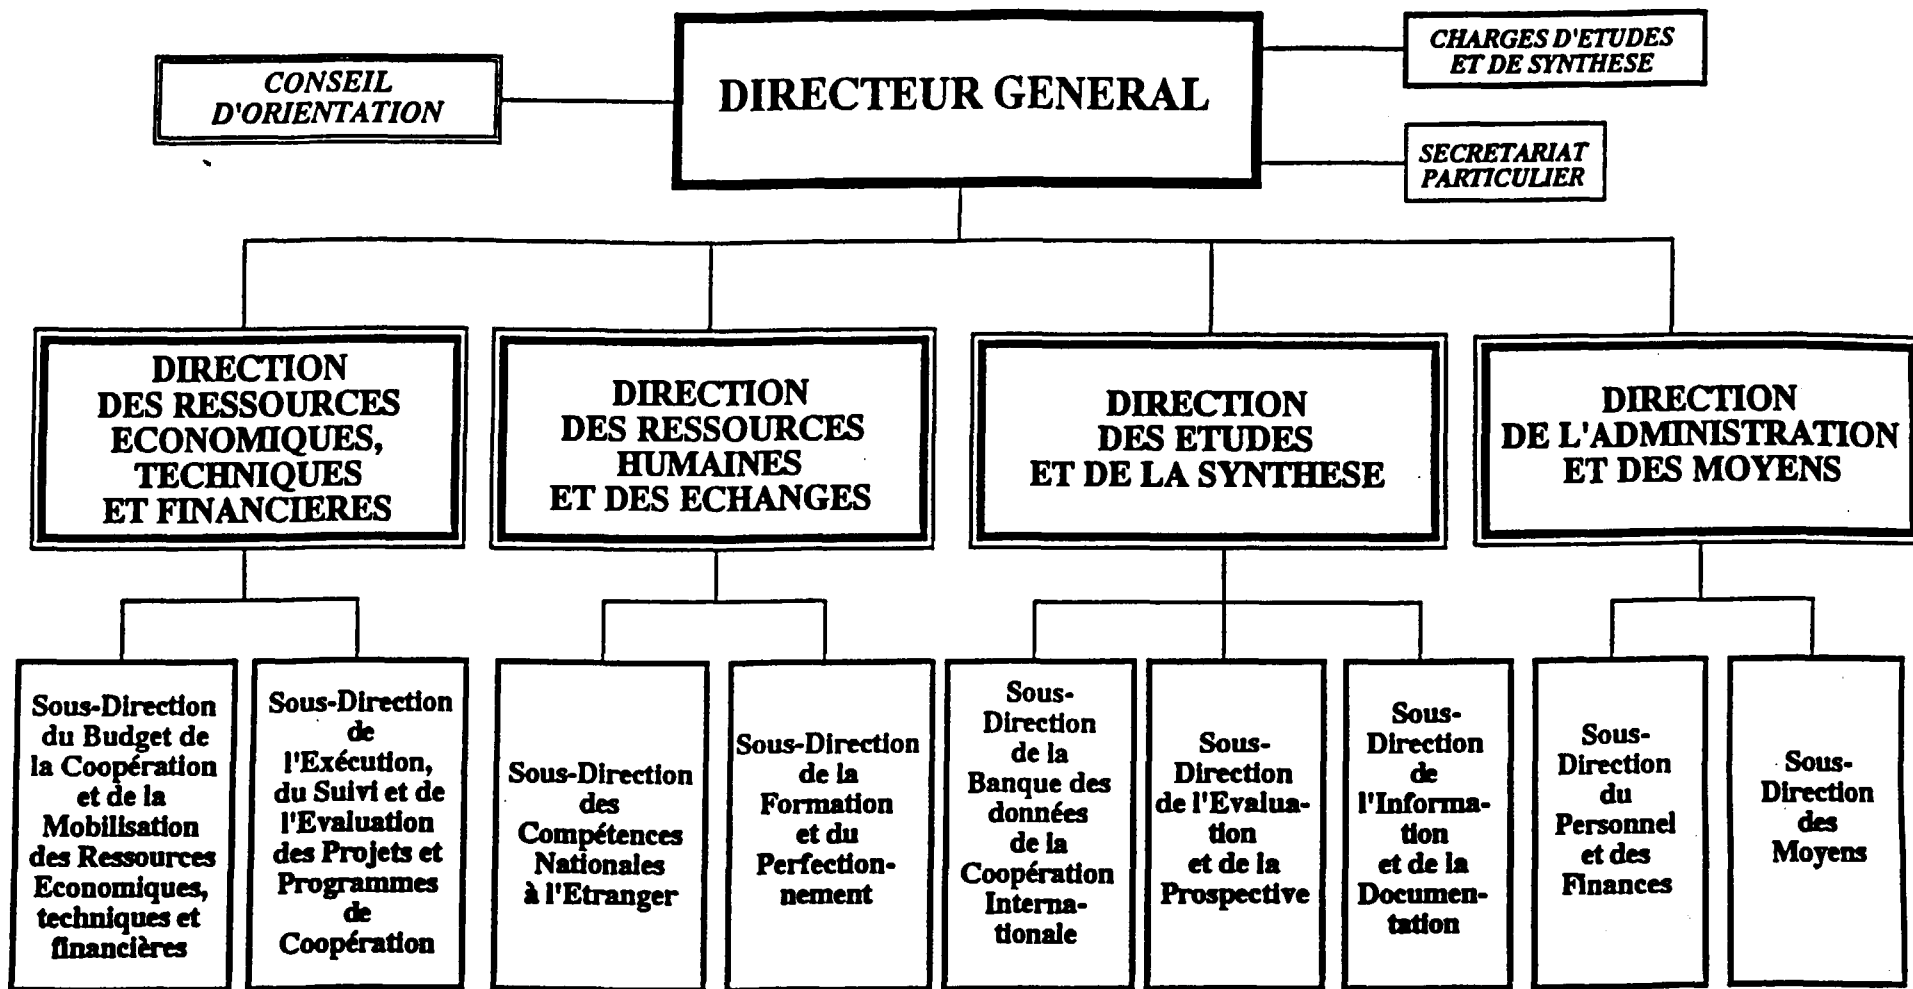 CONSEIL
D'ORIENTATION
DIRECTEUR GENERAL
CHARGES D'ETUDES
ET DE SYNTHESE
SECRETARIAT
PARTICULIER
DIRECTION
DES RESSOURCES
ECONOMIQUES,
TECHNIQUES
ET FINANCIERES
DIRECTION
DES RESSOURCES
HUMAINES
ET DES ECHANGES
DIRECTION
DES ETUDES
ET DE LA SYNTHESE
DIRECTION
DE L'ADMINISTRATION
ET DES MOYENS
Sous-Direction
du Budget de
la Coopération
et de la
Mobilisation
des Ressources
Economiques,
techniques et
financières
Sous-Direction
de
l'Exécution,
du Suivi et de
l'Evaluation
des Projets et
Programmes
de
Coopération
Sous-Direction
des
Compétences
Nationales
à l'Etranger
Sous-Direction
de la
Formation
et du
Perfection-
nement
Sous-
Direction
de la
Banque des
données
de la
Coopération
Interna-
tionale
Sous-
Direction
de l'Evalua-
tion
et de la
Prospective
Sous-
Direction
de
l'Informa-
tion
et de la
Documen-
tation
Sous-
Direction
du
Personnel
et des
Finances
Sous-
Direction
des
Moyens